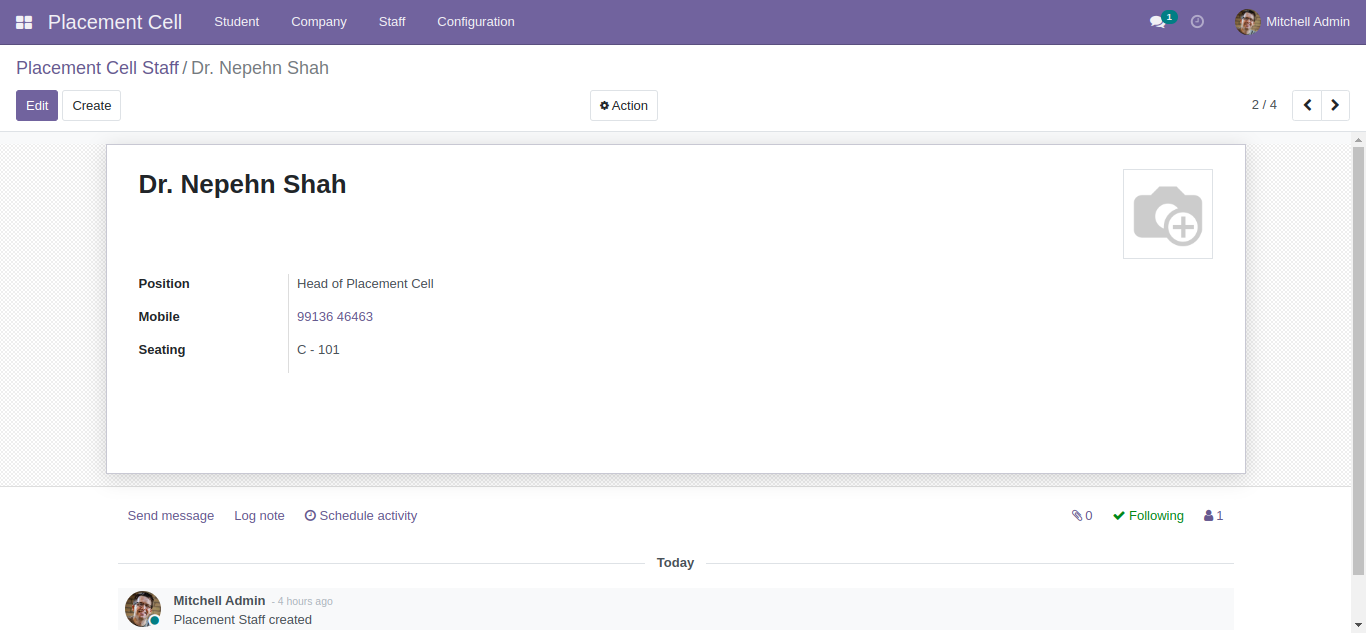 Placement Cell Student Company Staff Configuration 1 Mitchell Admin
Placement Cell Staff / Dr. Nepehn Shah
Edit Create Action 2 / 4
Dr. Nepehn Shah
Position Head of Placement Cell
Mobile 99136 46463
Seating C - 101
Send message Log note Schedule activity 0 Following 1
Today
Mitchell Admin - 4 hours ago
Placement Staff created